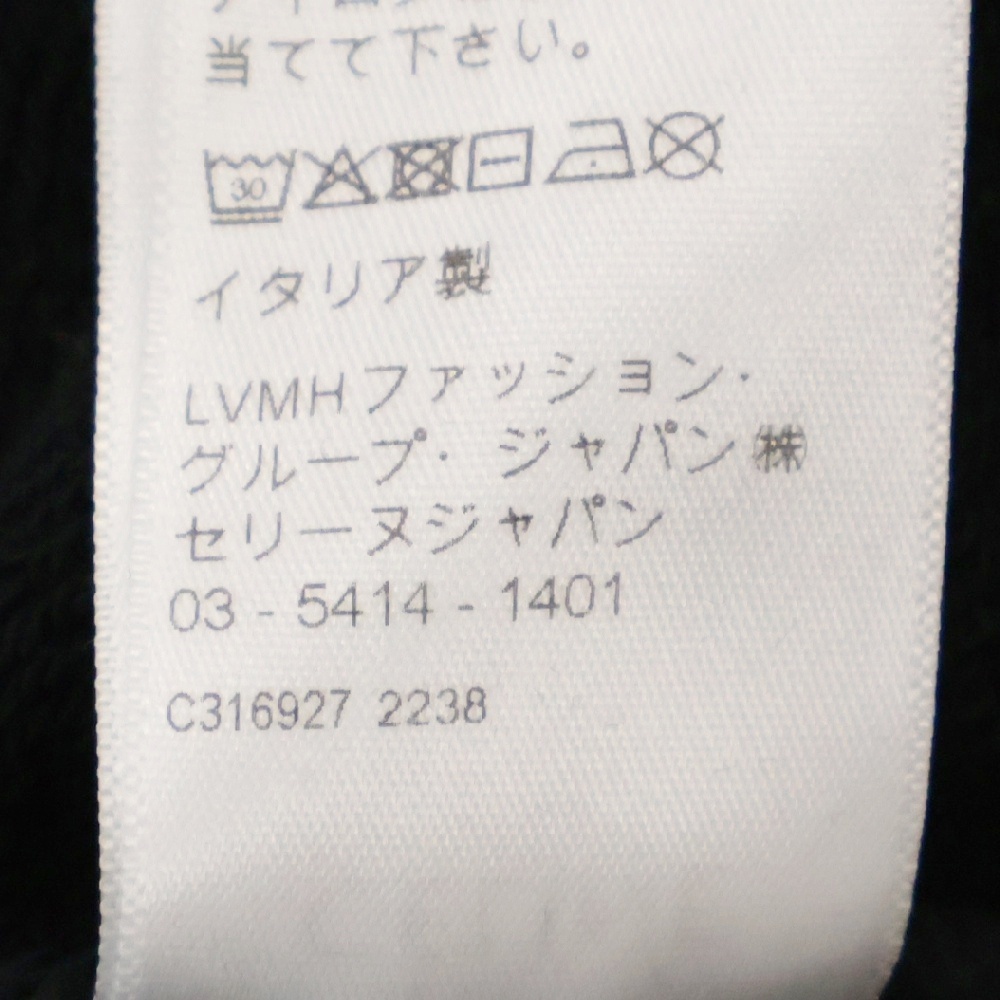 当てて下さい。
30
イタリア製
LVMHファッション・
グループ・ジャパン㈱
セリーヌジャパン
03 - 5414 - 1401
C316927 2238